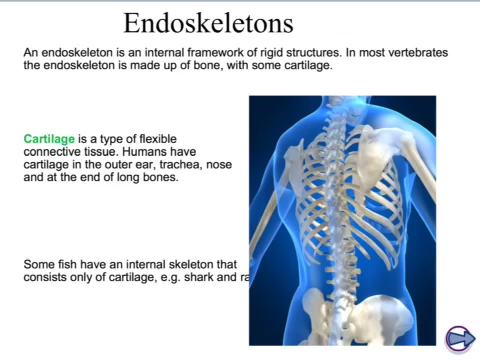 Endoskeletons
An endoskeleton is an internal framework of rigid structures. In most vertebrates
the endoskeleton is made up of bone, with some cartilage.
Cartilage is a type of flexible
connective tissue. Humans have
cartilage in the outer ear, trachea, nose
and at the end of long bones.
Some fish have an internal skeleton that
consists only of cartilage, e.g. shark and